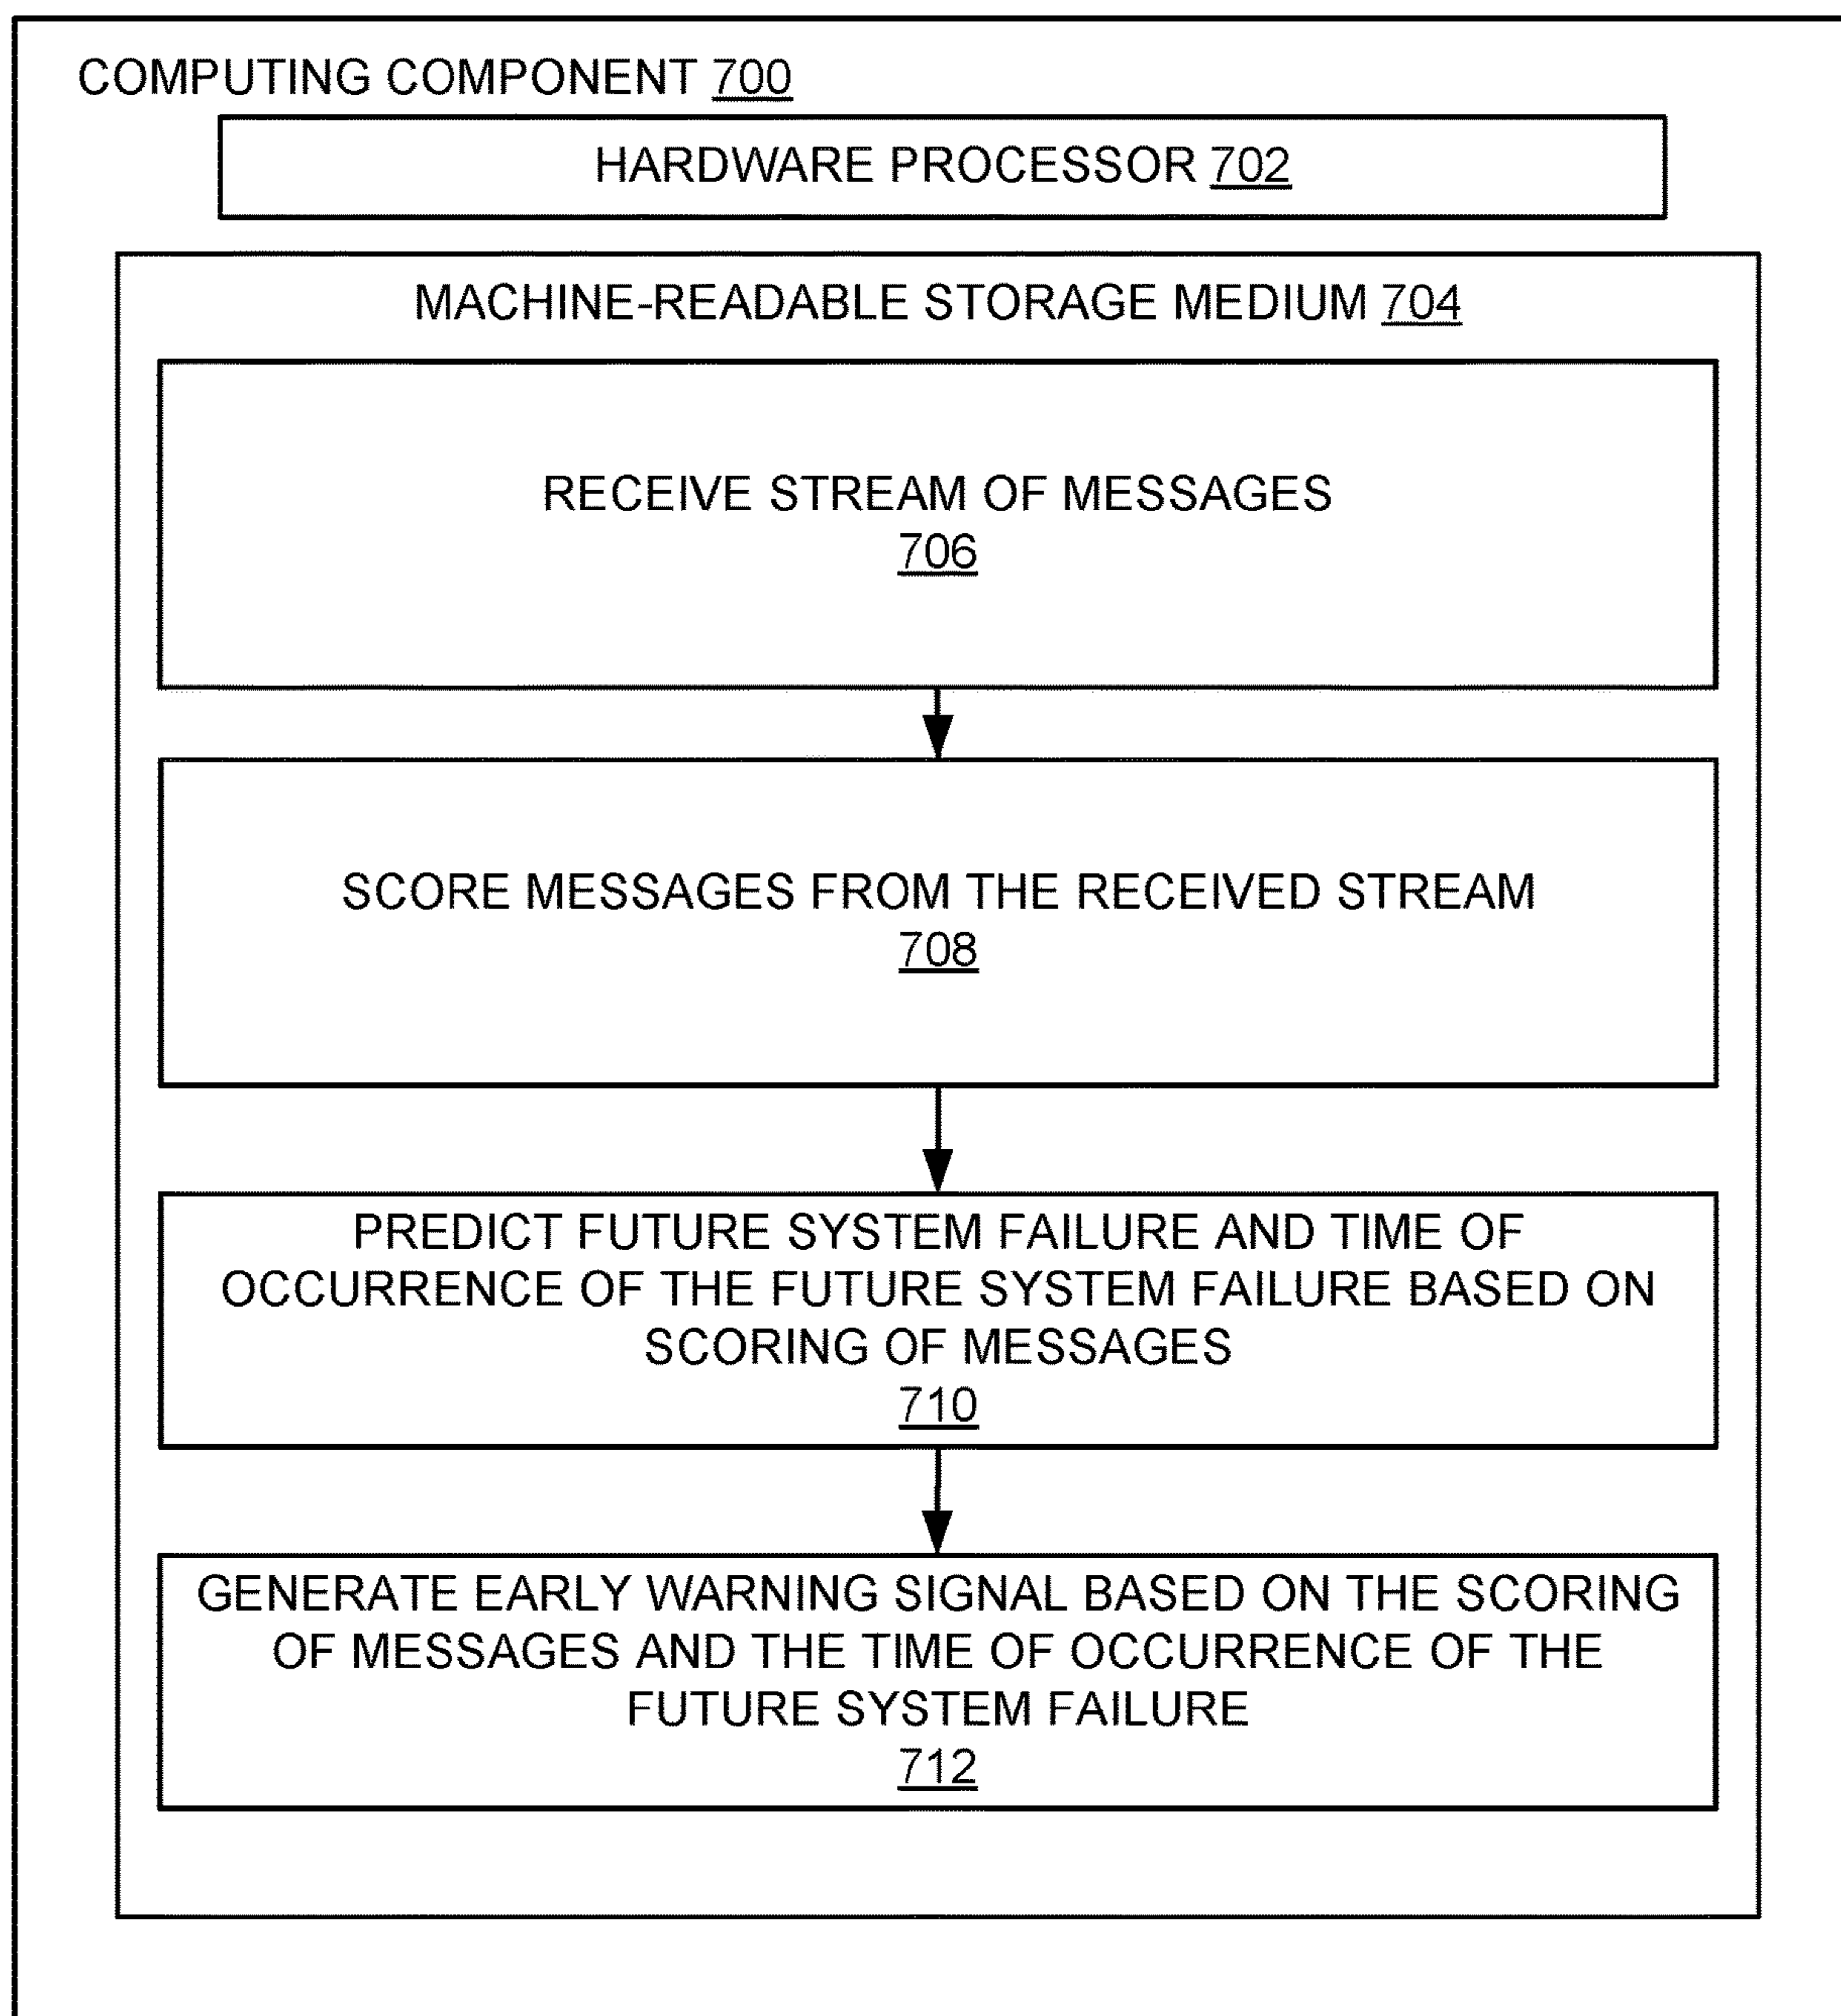 COMPUTING COMPONENT 700
HARDWARE PROCESSOR 702
MACHINE-READABLE STORAGE MEDIUM 704
RECEIVE STREAM OF MESSAGES
706
SCORE MESSAGES FROM THE RECEIVED STREAM
708
PREDICT FUTURE SYSTEM FAILURE AND TIME OF
OCCURRENCE OF THE FUTURE SYSTEM FAILURE BASED ON
SCORING OF MESSAGES
710
GENERATE EARLY WARNING SIGNAL BASED ON THE SCORING
OF MESSAGES AND THE TIME OF OCCURRENCE OF THE
FUTURE SYSTEM FAILURE
712